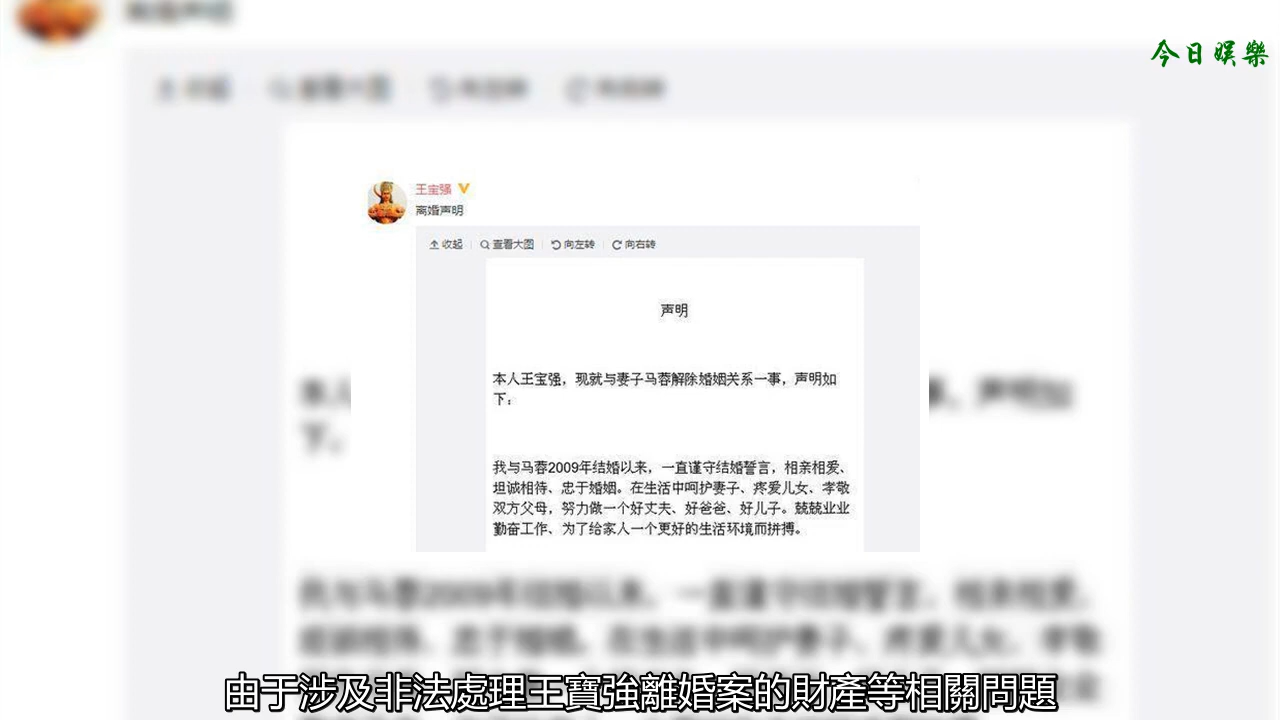 今日娱樂
王宝强
离婚声明
收起 查看大图 向左转 向右转
声明
本人王宝强，现就与妻子马蓉解除婚姻关系一事，声明如
下：
我与马蓉2009年结婚以来，一直谨守结婚誓言，相亲相爱、
坦诚相待、忠于婚姻。在生活中呵护妻子、疼爱儿女、孝敬
双方父母，努力做一个好丈夫、好爸爸、好儿子。兢兢业业
勤奋工作、为了给家人一个更好的生活环境而拼搏。
由于涉及非法處理王寶強離婚案的財產等相關問題